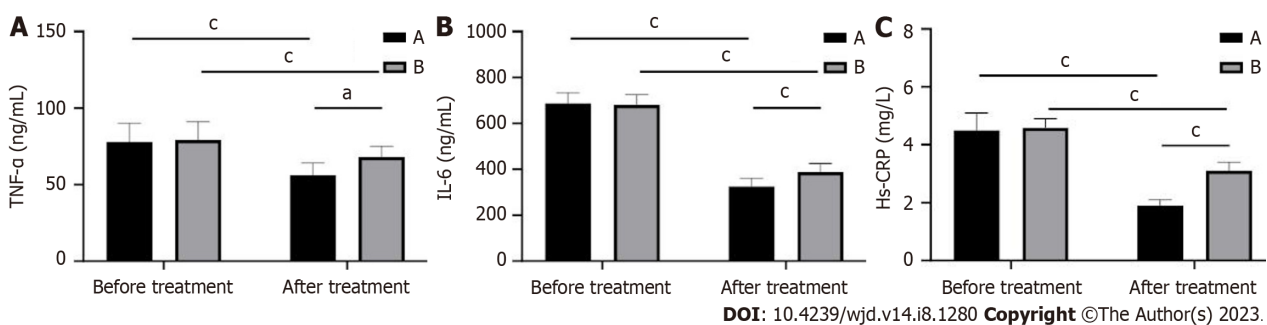 A
TNF-α (ng/mL)
150
100
50
0
c
c
a
A
B
Before treatment
After treatment
B
IL-6 (ng/mL)
1000
800
600
400
200
0
c
c
c
A
B
Before treatment
After treatment
C
Hs-CRP (mg/L)
8
6
4
2
0
c
c
c
A
B
Before treatment
After treatment
DOI: 10.4239/wjd.v14.i8.1280 Copyright ©The Author(s) 2023.